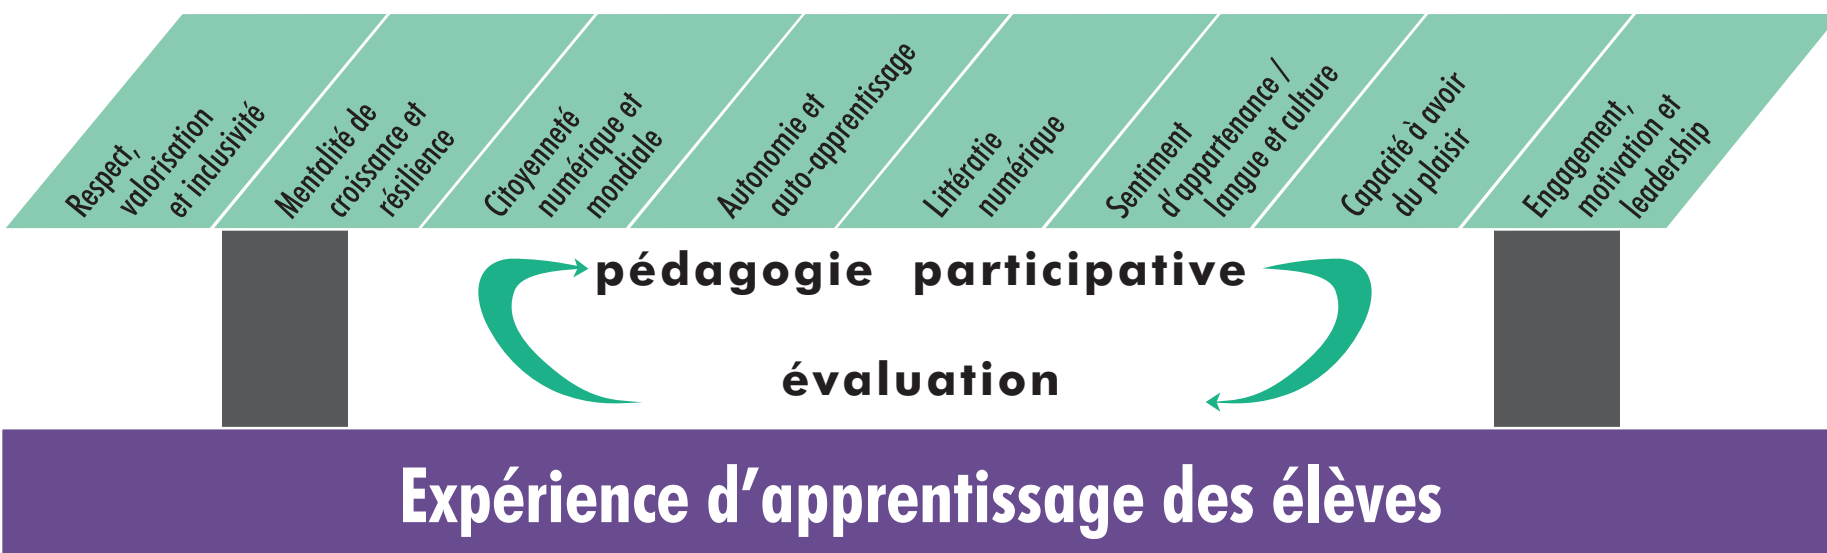 Respect,
valorisation
et inclusivité
Mentalité de
croissance et
résilience
Citoyenneté
numérique et
mondiale
Autonomie et
auto-apprentissage
Littératie
numérique
Sentiment
d'appartenance /
langue et culture
Capacité à avoir
du plaisir
Engagement,
motivation et
leadership
pédagogie participative
évaluation
Expérience d'apprentissage des élèves